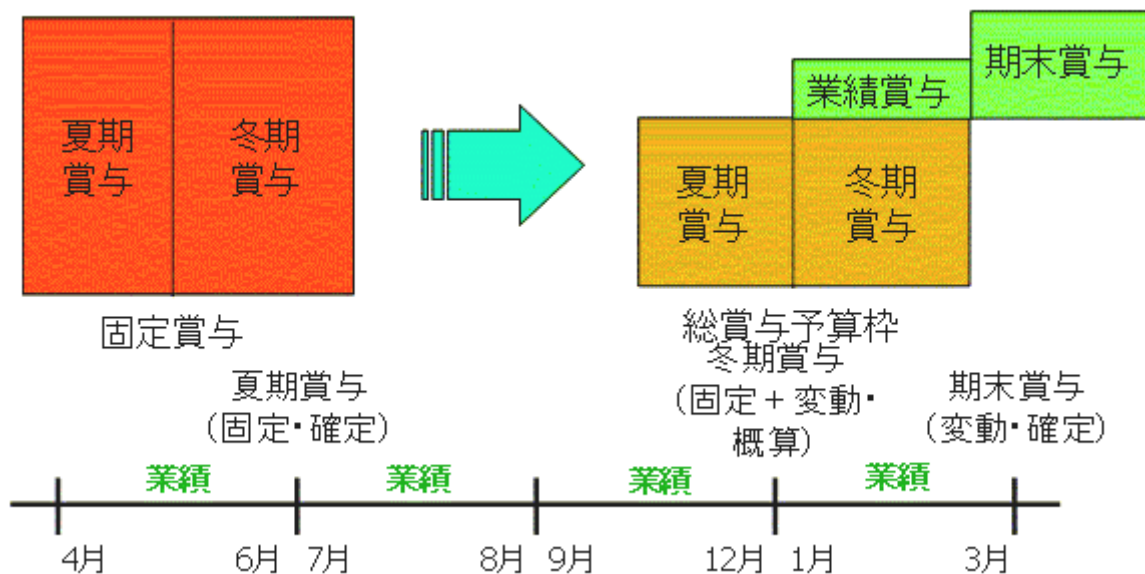 夏期
賞与
冬期
賞与
固定賞与
業績賞与
期末賞与
夏期
賞与
冬期
賞与
総賞与予算枠
夏期賞与
(固定・確定)
冬期賞与
(固定+変動・
概算)
期末賞与
(変動・確定)
業績
業績
業績
業績
4月
6月
7月
8月
9月
12月
1月
3月